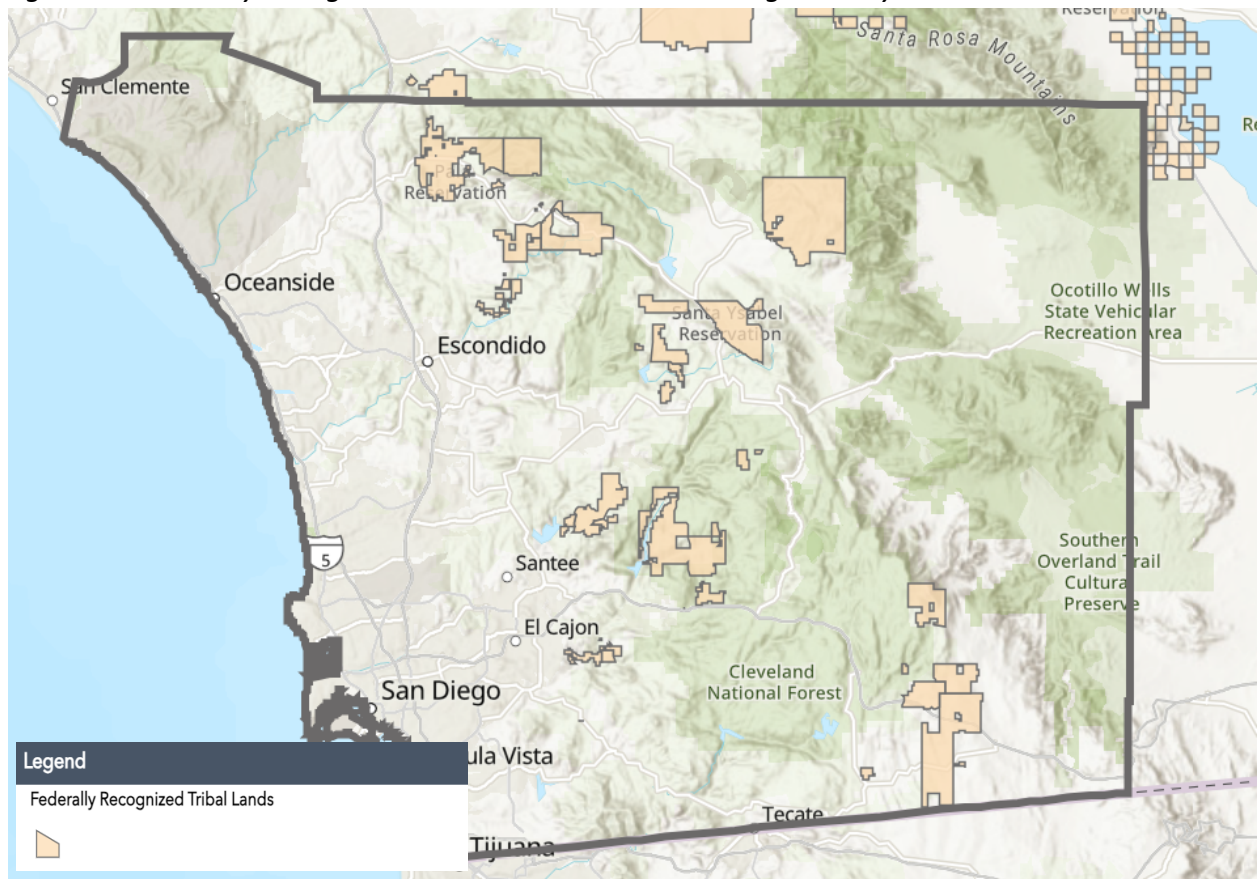 Reservation
Santa Rosa Mountains
San Clemente
Pala
Reservation
Oceanside
Ocotillo Wells
State Vehicular
Recreation Area
Santa Ysabel
Reservation
Escondido
5
Southern
Overland Trail
Cultural
Preserve
Santee
El Cajon
Cleveland
National Forest
San Diego
ula Vista
Tecate
Tijuana
Legend
Federally Recognized Tribal Lands